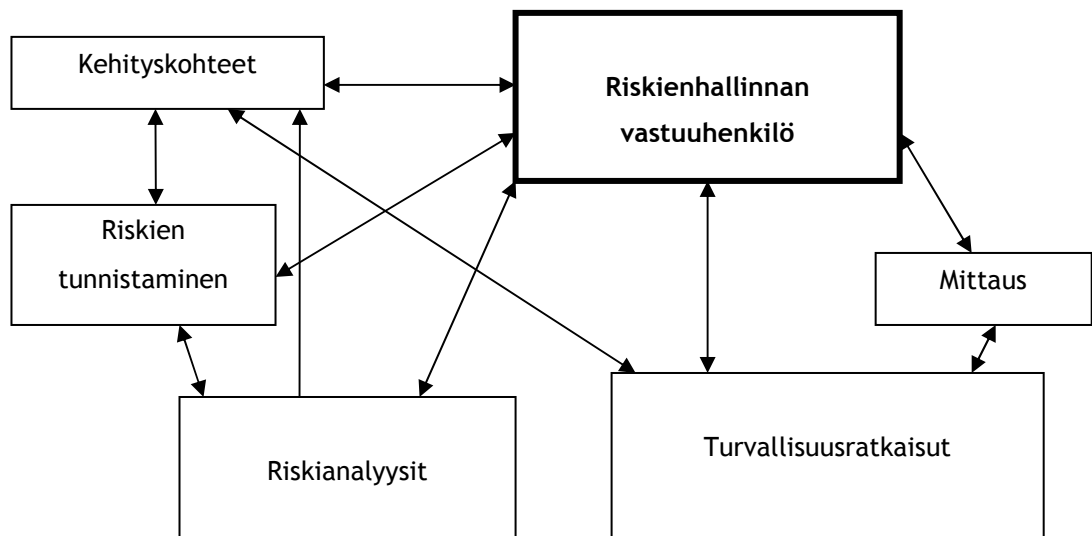 Kehityskohteet
Riskienhallinnan
vastuuhenkilö
Riskien
tunnistaminen
Mittaus
Riskianalyysit
Turvallisuusratkaisut